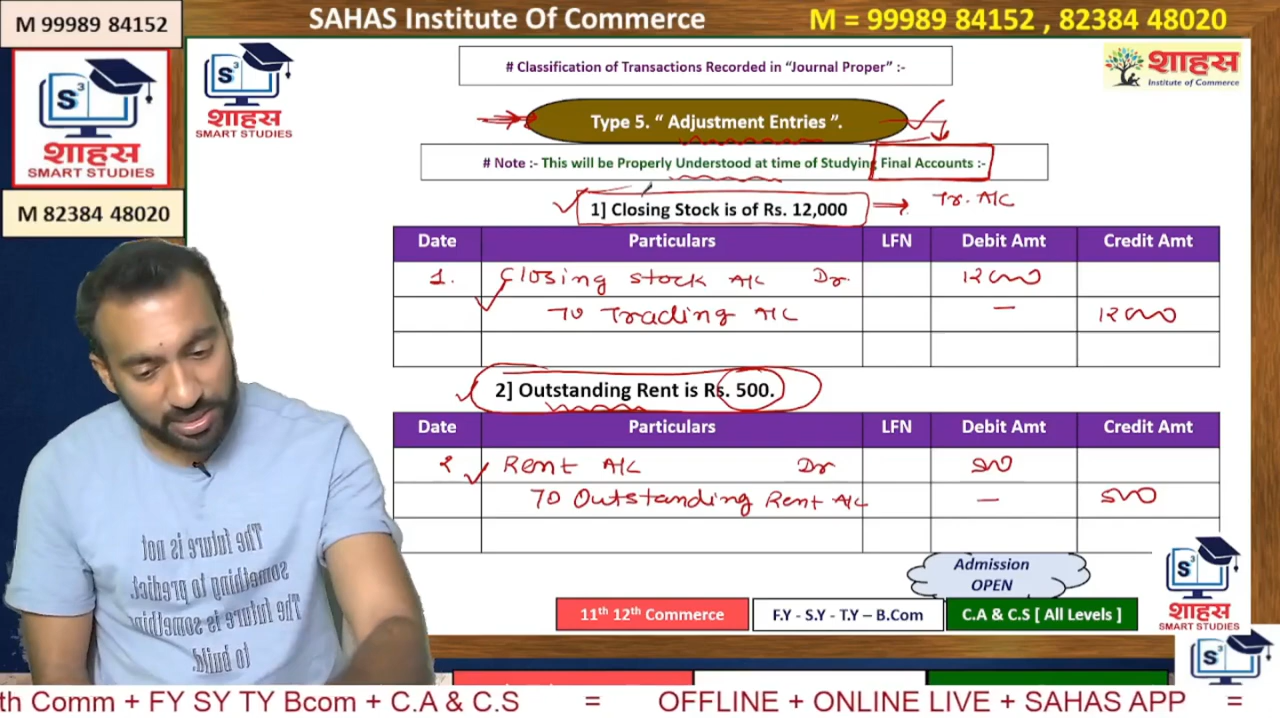 M 99989 84152
SAHAS Institute Of Commerce
M = 99989 84152 , 82384 48020
S³
शाहस
SMART STUDIES
M 82384 48020
S³
शाहस
SMART STUDIES
शाहस
Institute of Commerce
# Classification of Transactions Recorded in “Journal Proper” :-
Type 5. “ Adjustment Entries ”.
# Note :- This will be Properly Understood at time of Studying Final Accounts :-
1] Closing Stock is of Rs. 12,000
Tr. A/C
Date Particulars LFN Debit Amt Credit Amt
1. Closing stock A/C Dr. 12000
To Trading A/C — 12000
2] Outstanding Rent is Rs. 500.
Date Particulars LFN Debit Amt Credit Amt
2 Rent A/C Dr 500
To Outstanding Rent A/C — 500
The future is not
something to predict
The future is something
to build.
Admission
OPEN
11th 12th Commerce
F.Y - S.Y - T.Y – B.Com
C.A & C.S [ All Levels ]
S³
शाहस
SMART STUDIES
S³
th Comm + FY SY TY Bcom + C.A & C.S = OFFLINE + ONLINE LIVE + SAHAS APP =